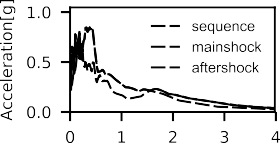 Acceleration[g]
1.0
0.5
0.0
sequence
mainshock
aftershock
0 1 2 3 4